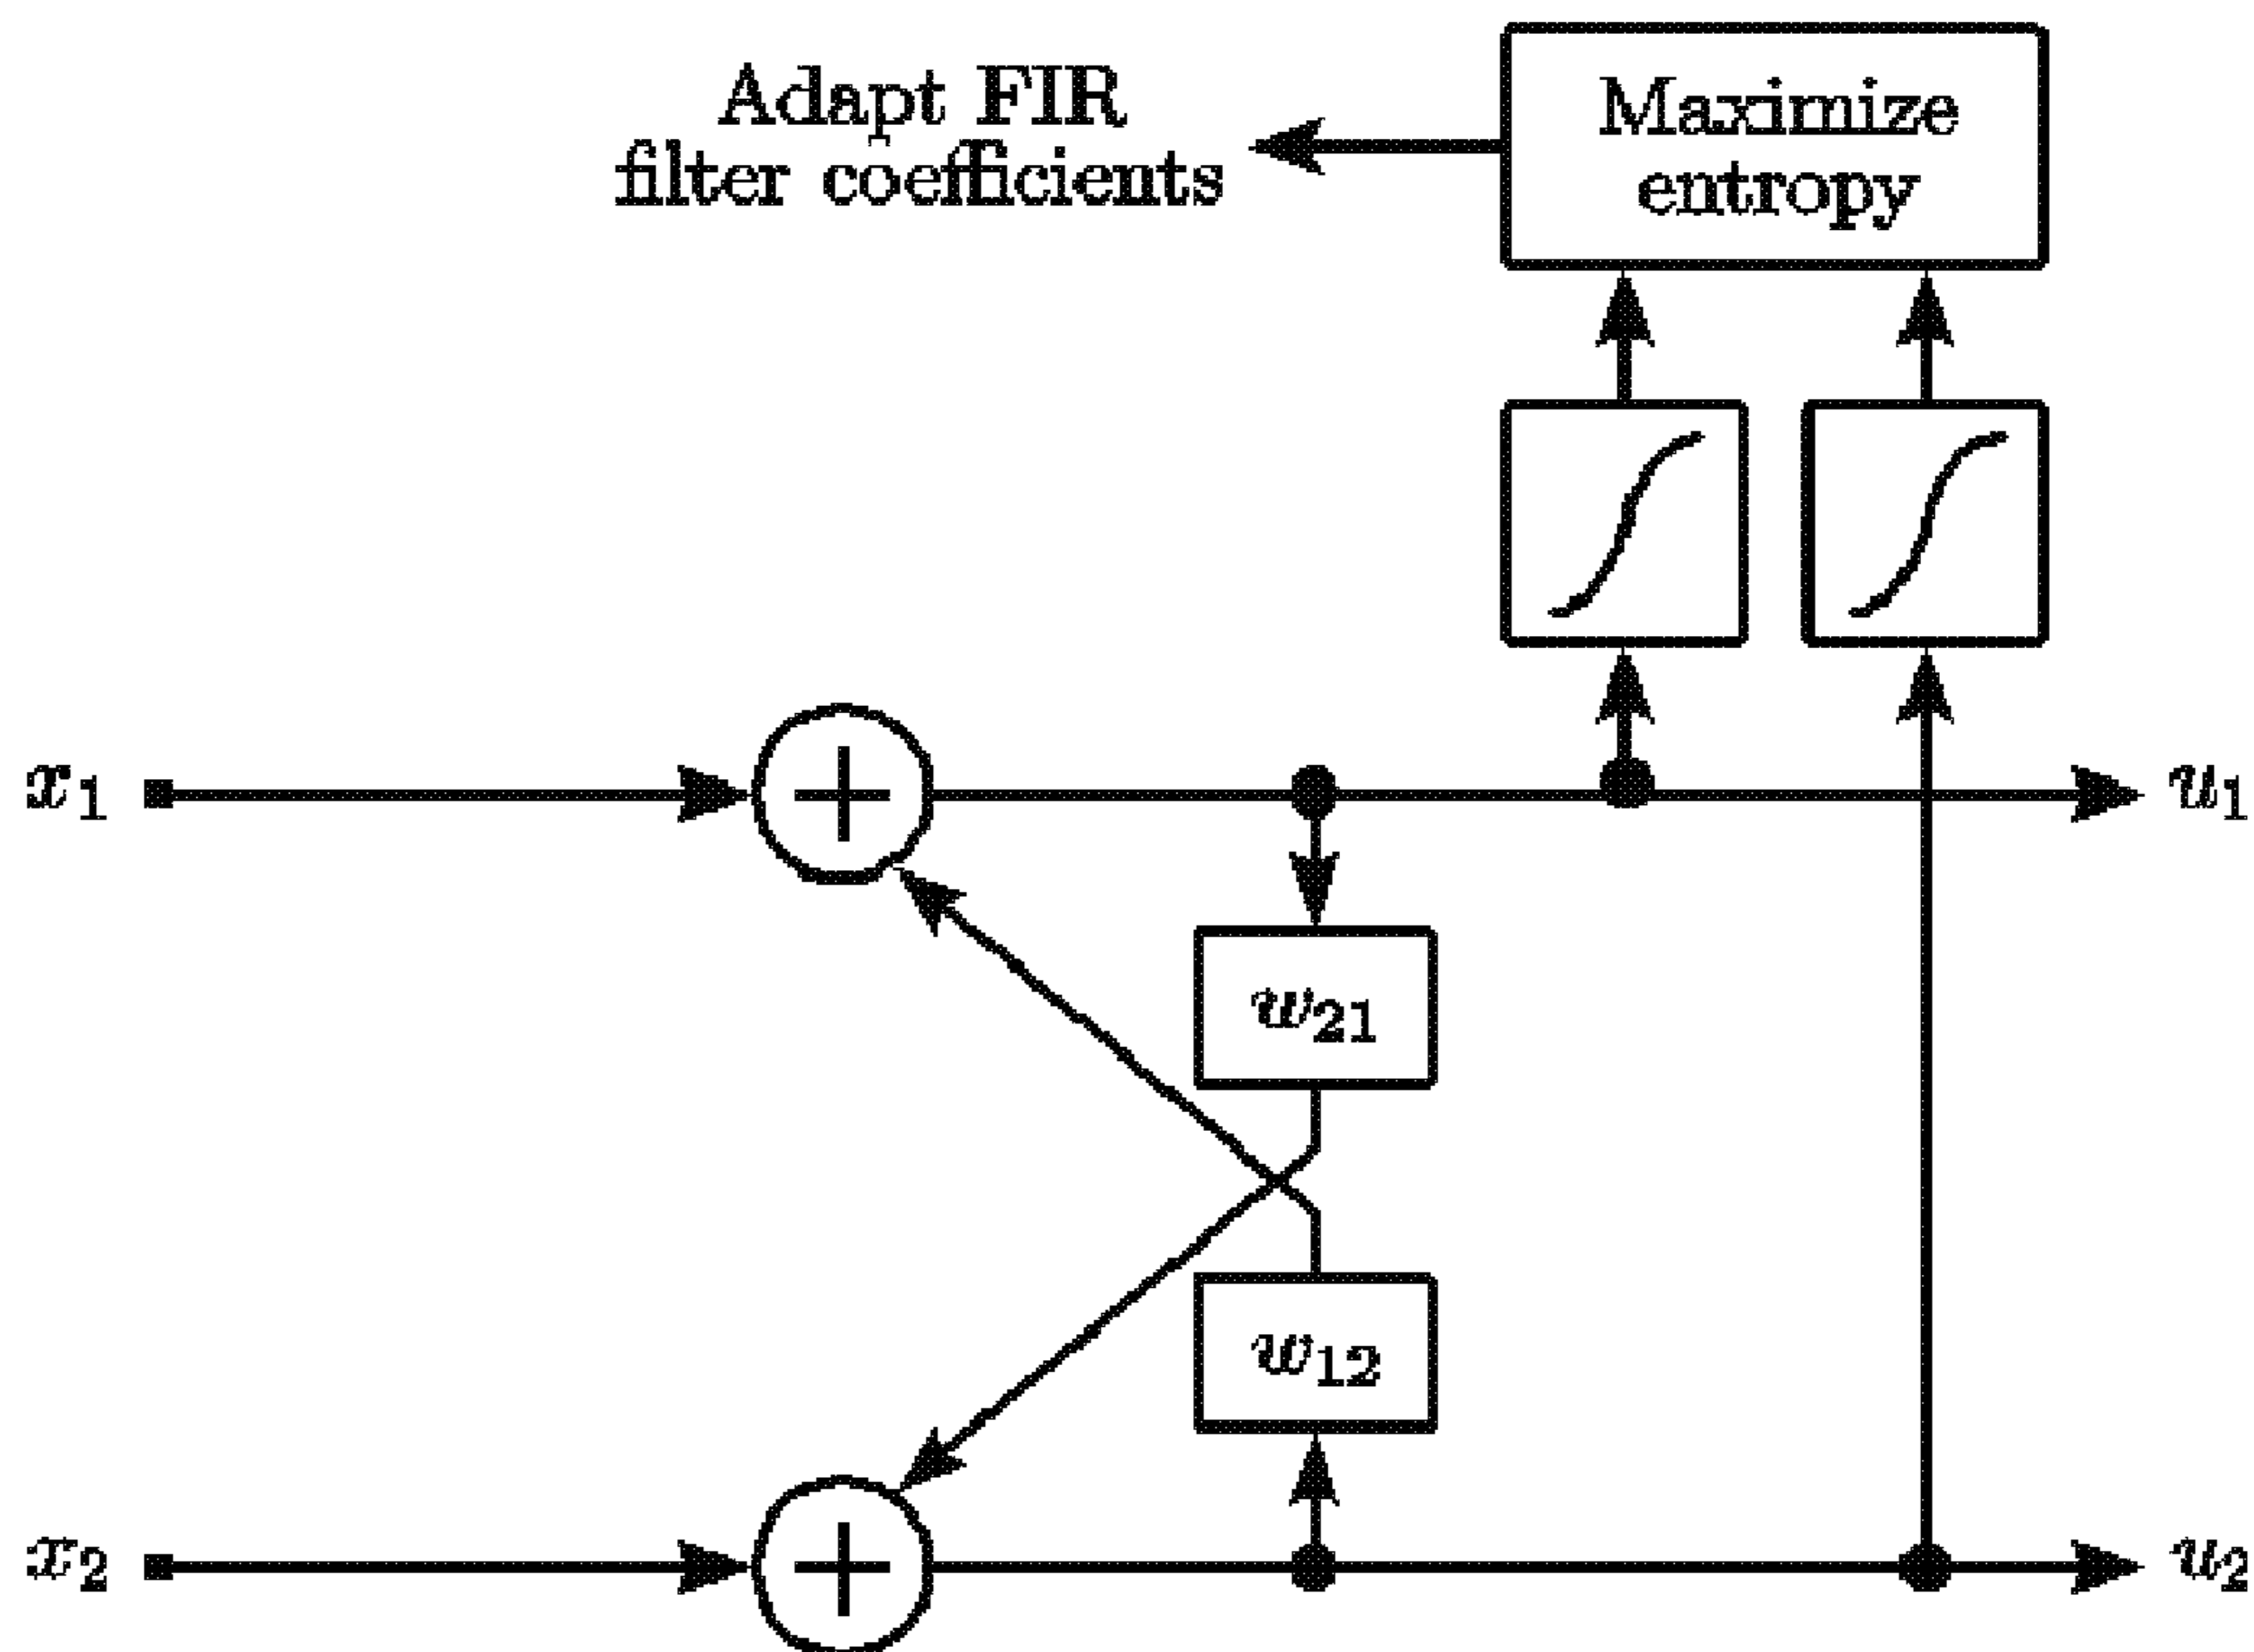 Adapt FIR
filter coefficients
Maximize
entropy
x₁
u₁
w₂₁
w₁₂
x₂
u₂